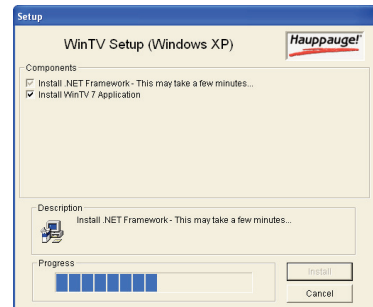 Setup
WinTV Setup (Windows XP)
Hauppauge!
Components
Install .NET Framework - This may take a few minutes...
Install WinTV 7 Application
Description
Install .NET Framework - This may take a few minutes...
Progress
Install
Cancel